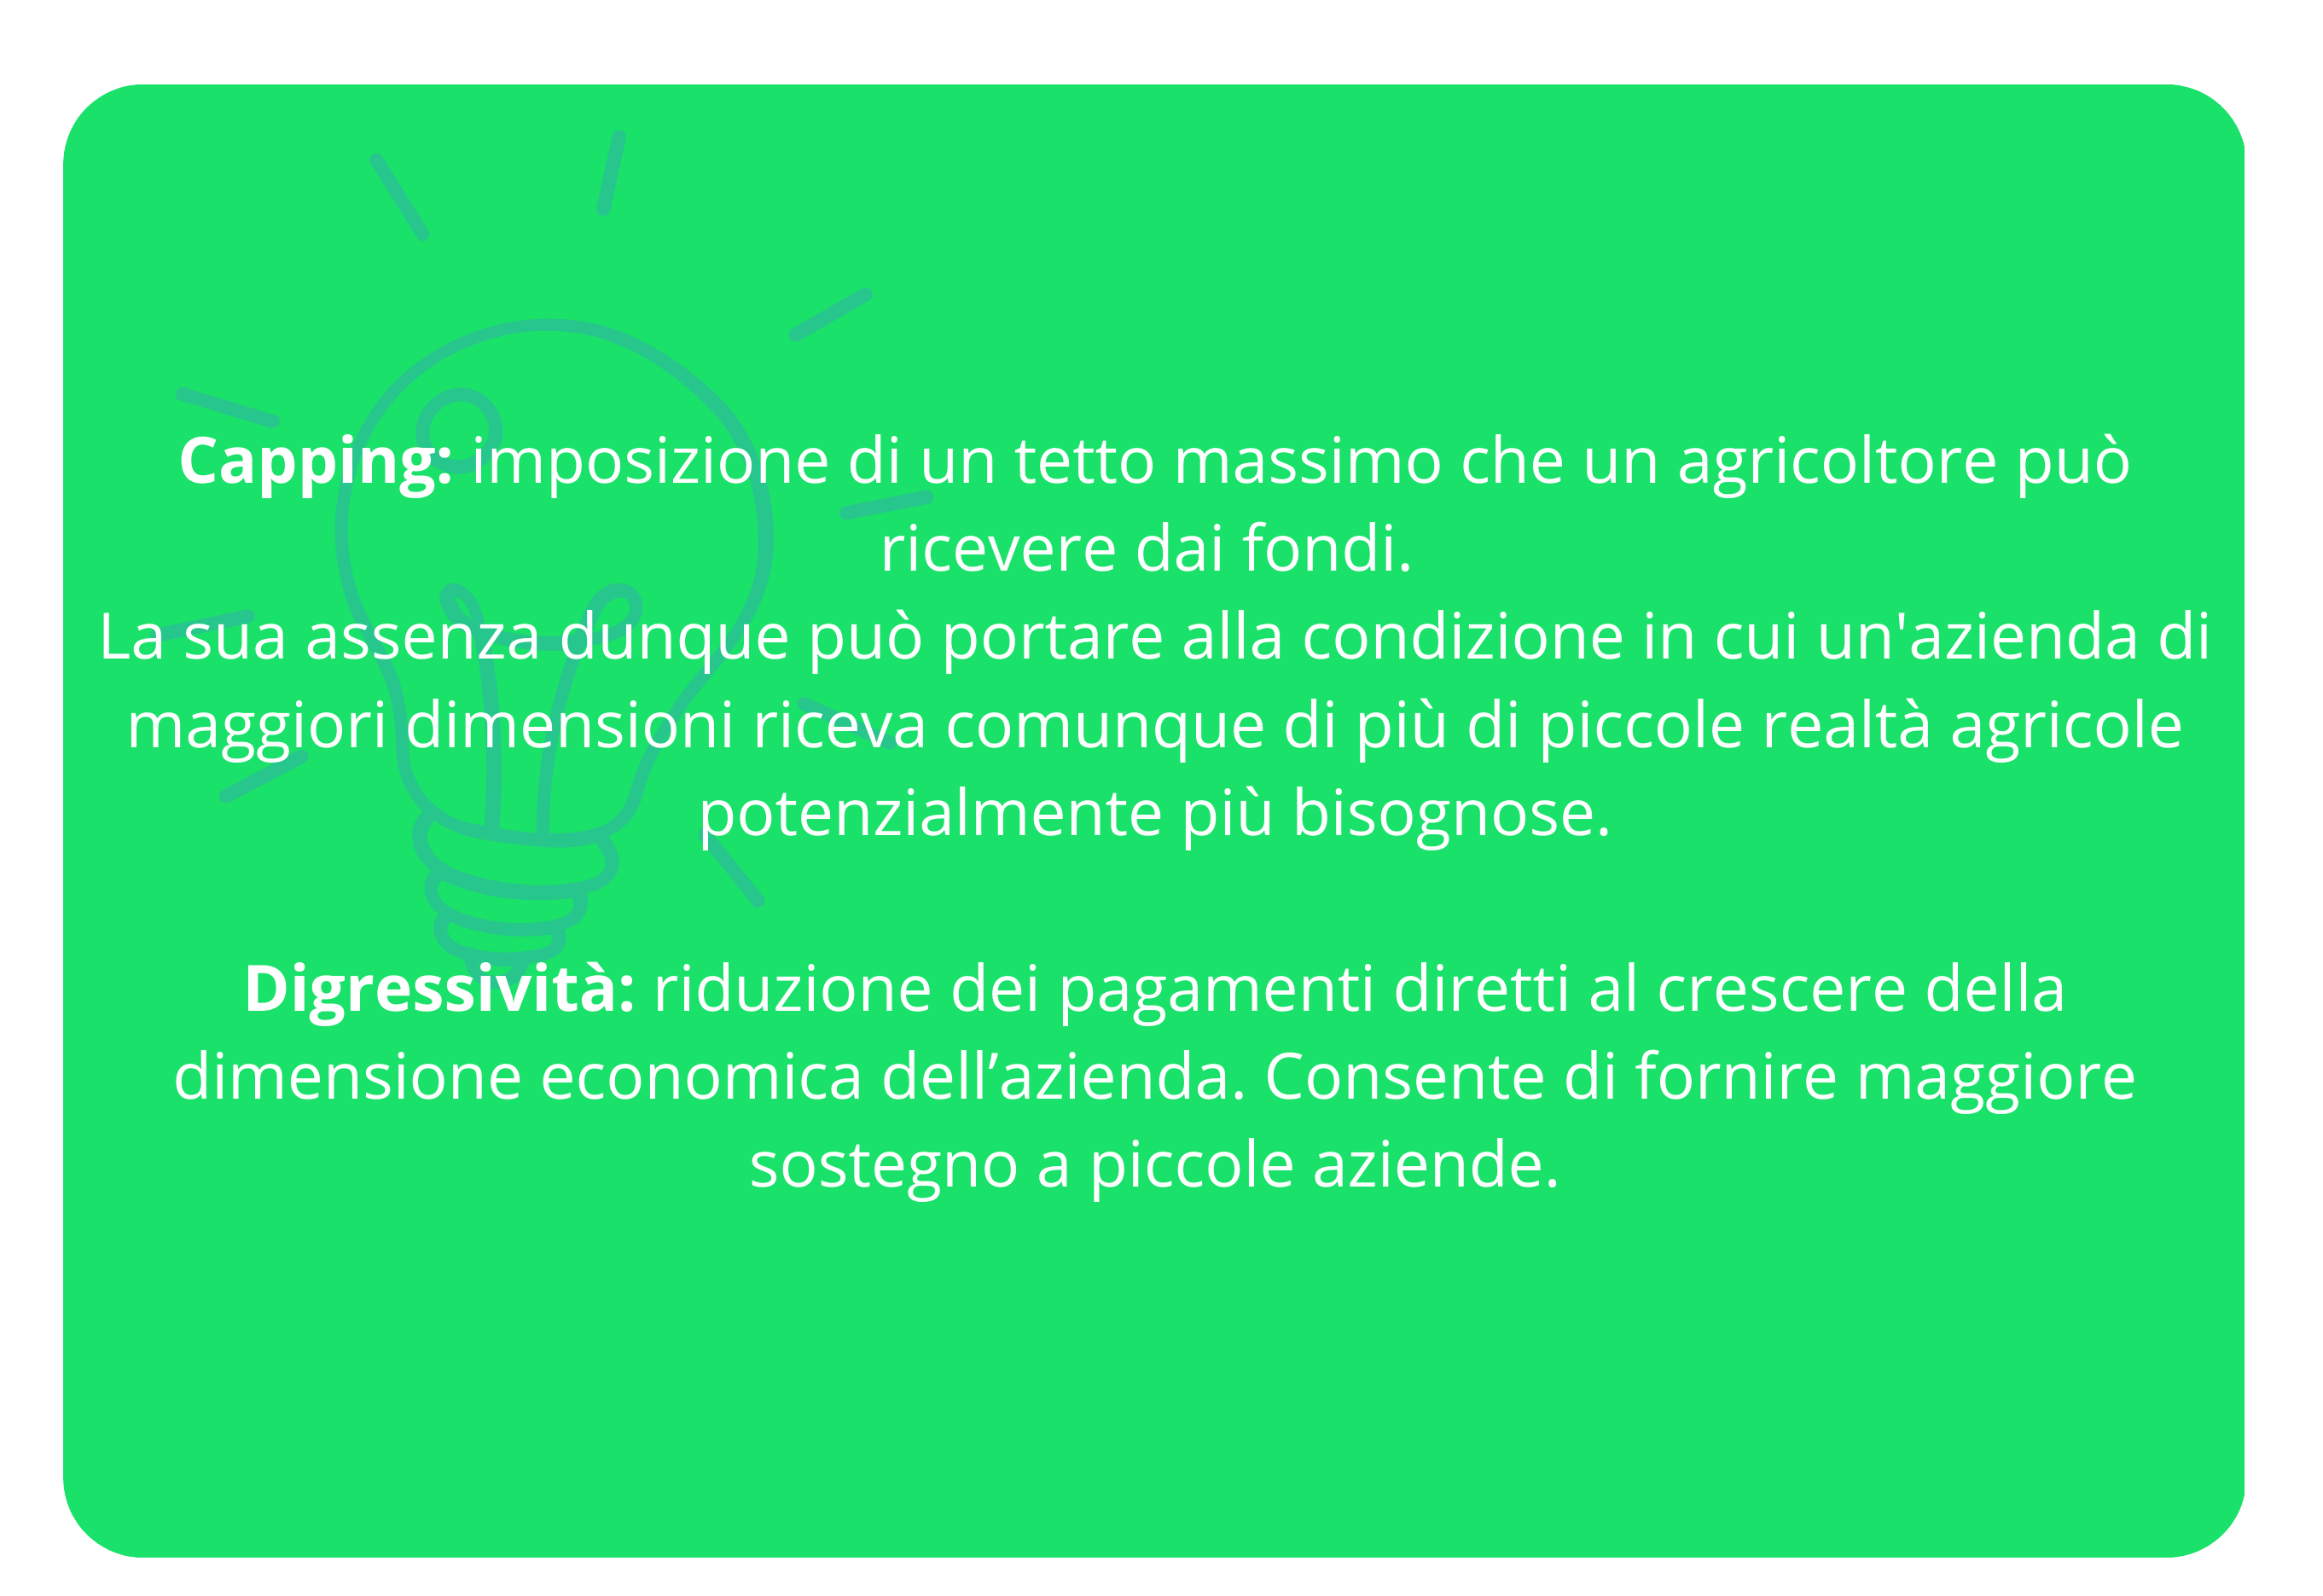 Capping: imposizione di un tetto massimo che un agricoltore può
ricevere dai fondi.
La sua assenza dunque può portare alla condizione in cui un'azienda di
maggiori dimensioni riceva comunque di più di piccole realtà agricole
potenzialmente più bisognose.
Digressività: riduzione dei pagamenti diretti al crescere della
dimensione economica dell’azienda. Consente di fornire maggiore
sostegno a piccole aziende.